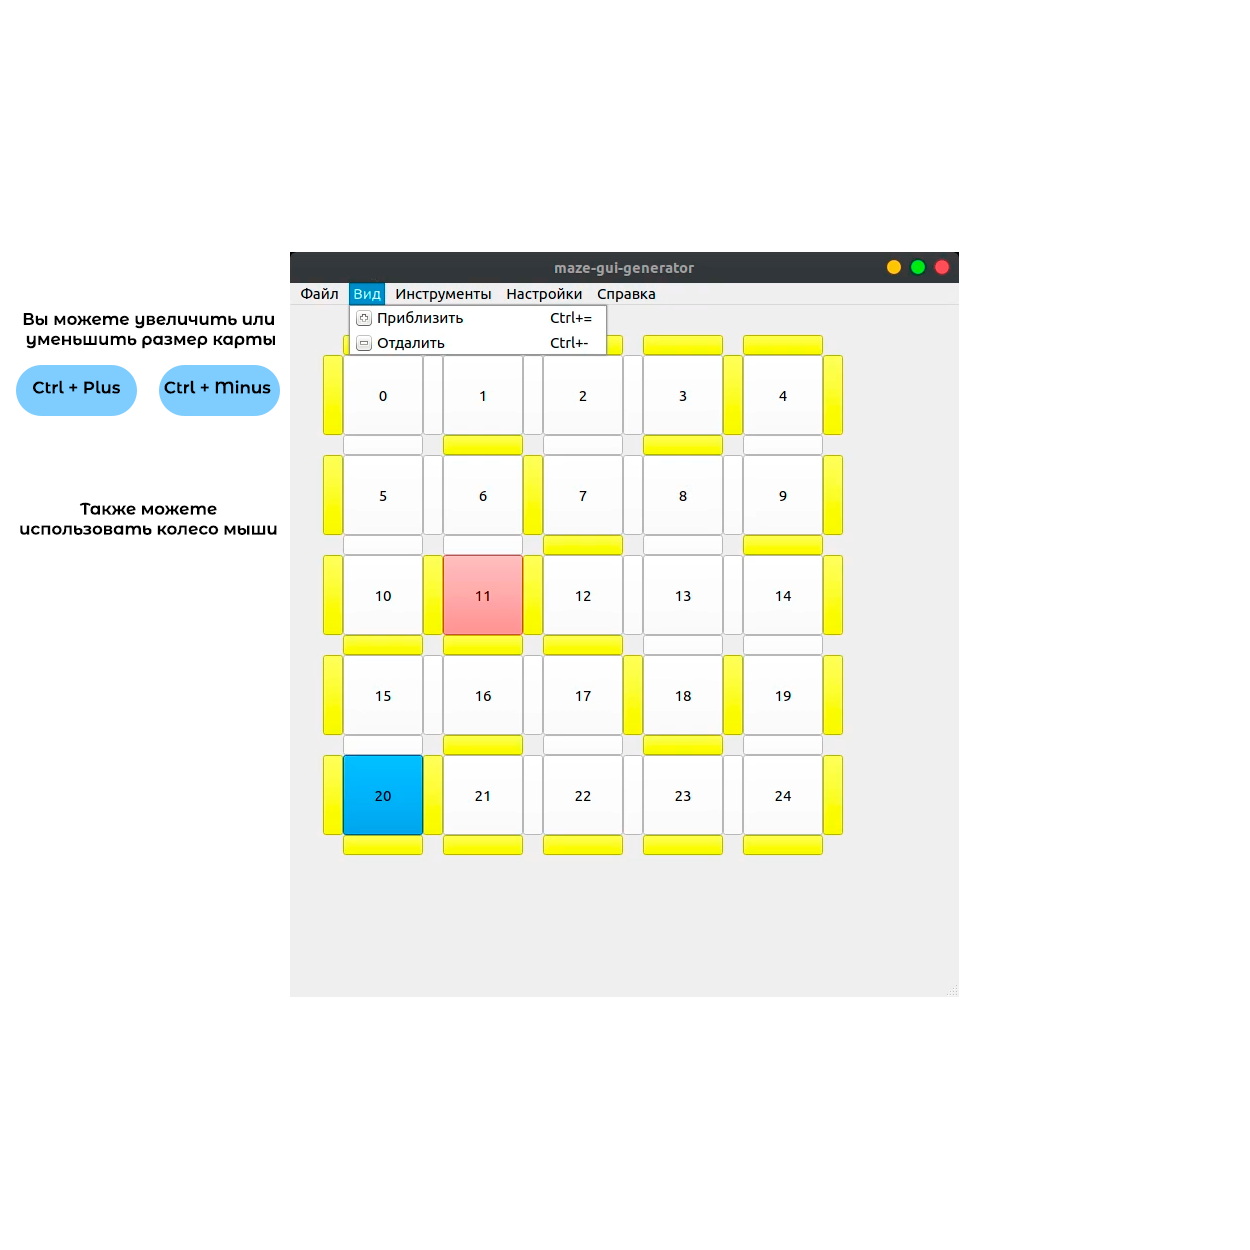 maze-gui-generator
Файл Вид Инструменты Настройки Справка
Приблизить Ctrl+=
Отдалить Ctrl+-
Вы можете увеличить или
уменьшить размер карты
Ctrl + Plus Ctrl + Minus
Также можете
использовать колесо мыши
0 1 2 3 4
5 6 7 8 9
10 11 12 13 14
15 16 17 18 19
20 21 22 23 24